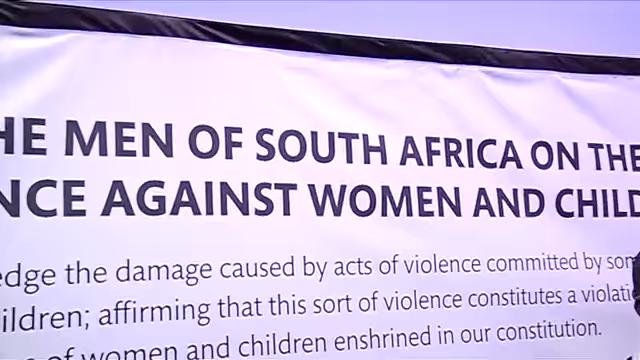 HE MEN OF SOUTH AFRICA ON THE
NCE AGAINST WOMEN AND CHILD
edge the damage caused by acts of violence committed by som
ildren; affirming that this sort of violence constitutes a violati
of women and children enshrined in our constitution.